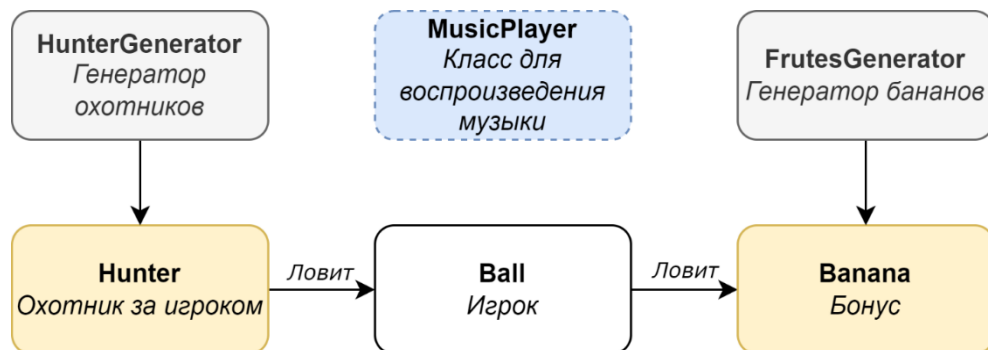 HunterGenerator
Генератор
охотников
MusicPlayer
Класс для
воспроизведения
музыки
FrutesGenerator
Генератор бананов
Hunter
Охотник за игроком
Ловит
Ball
Игрок
Ловит
Banana
Бонус